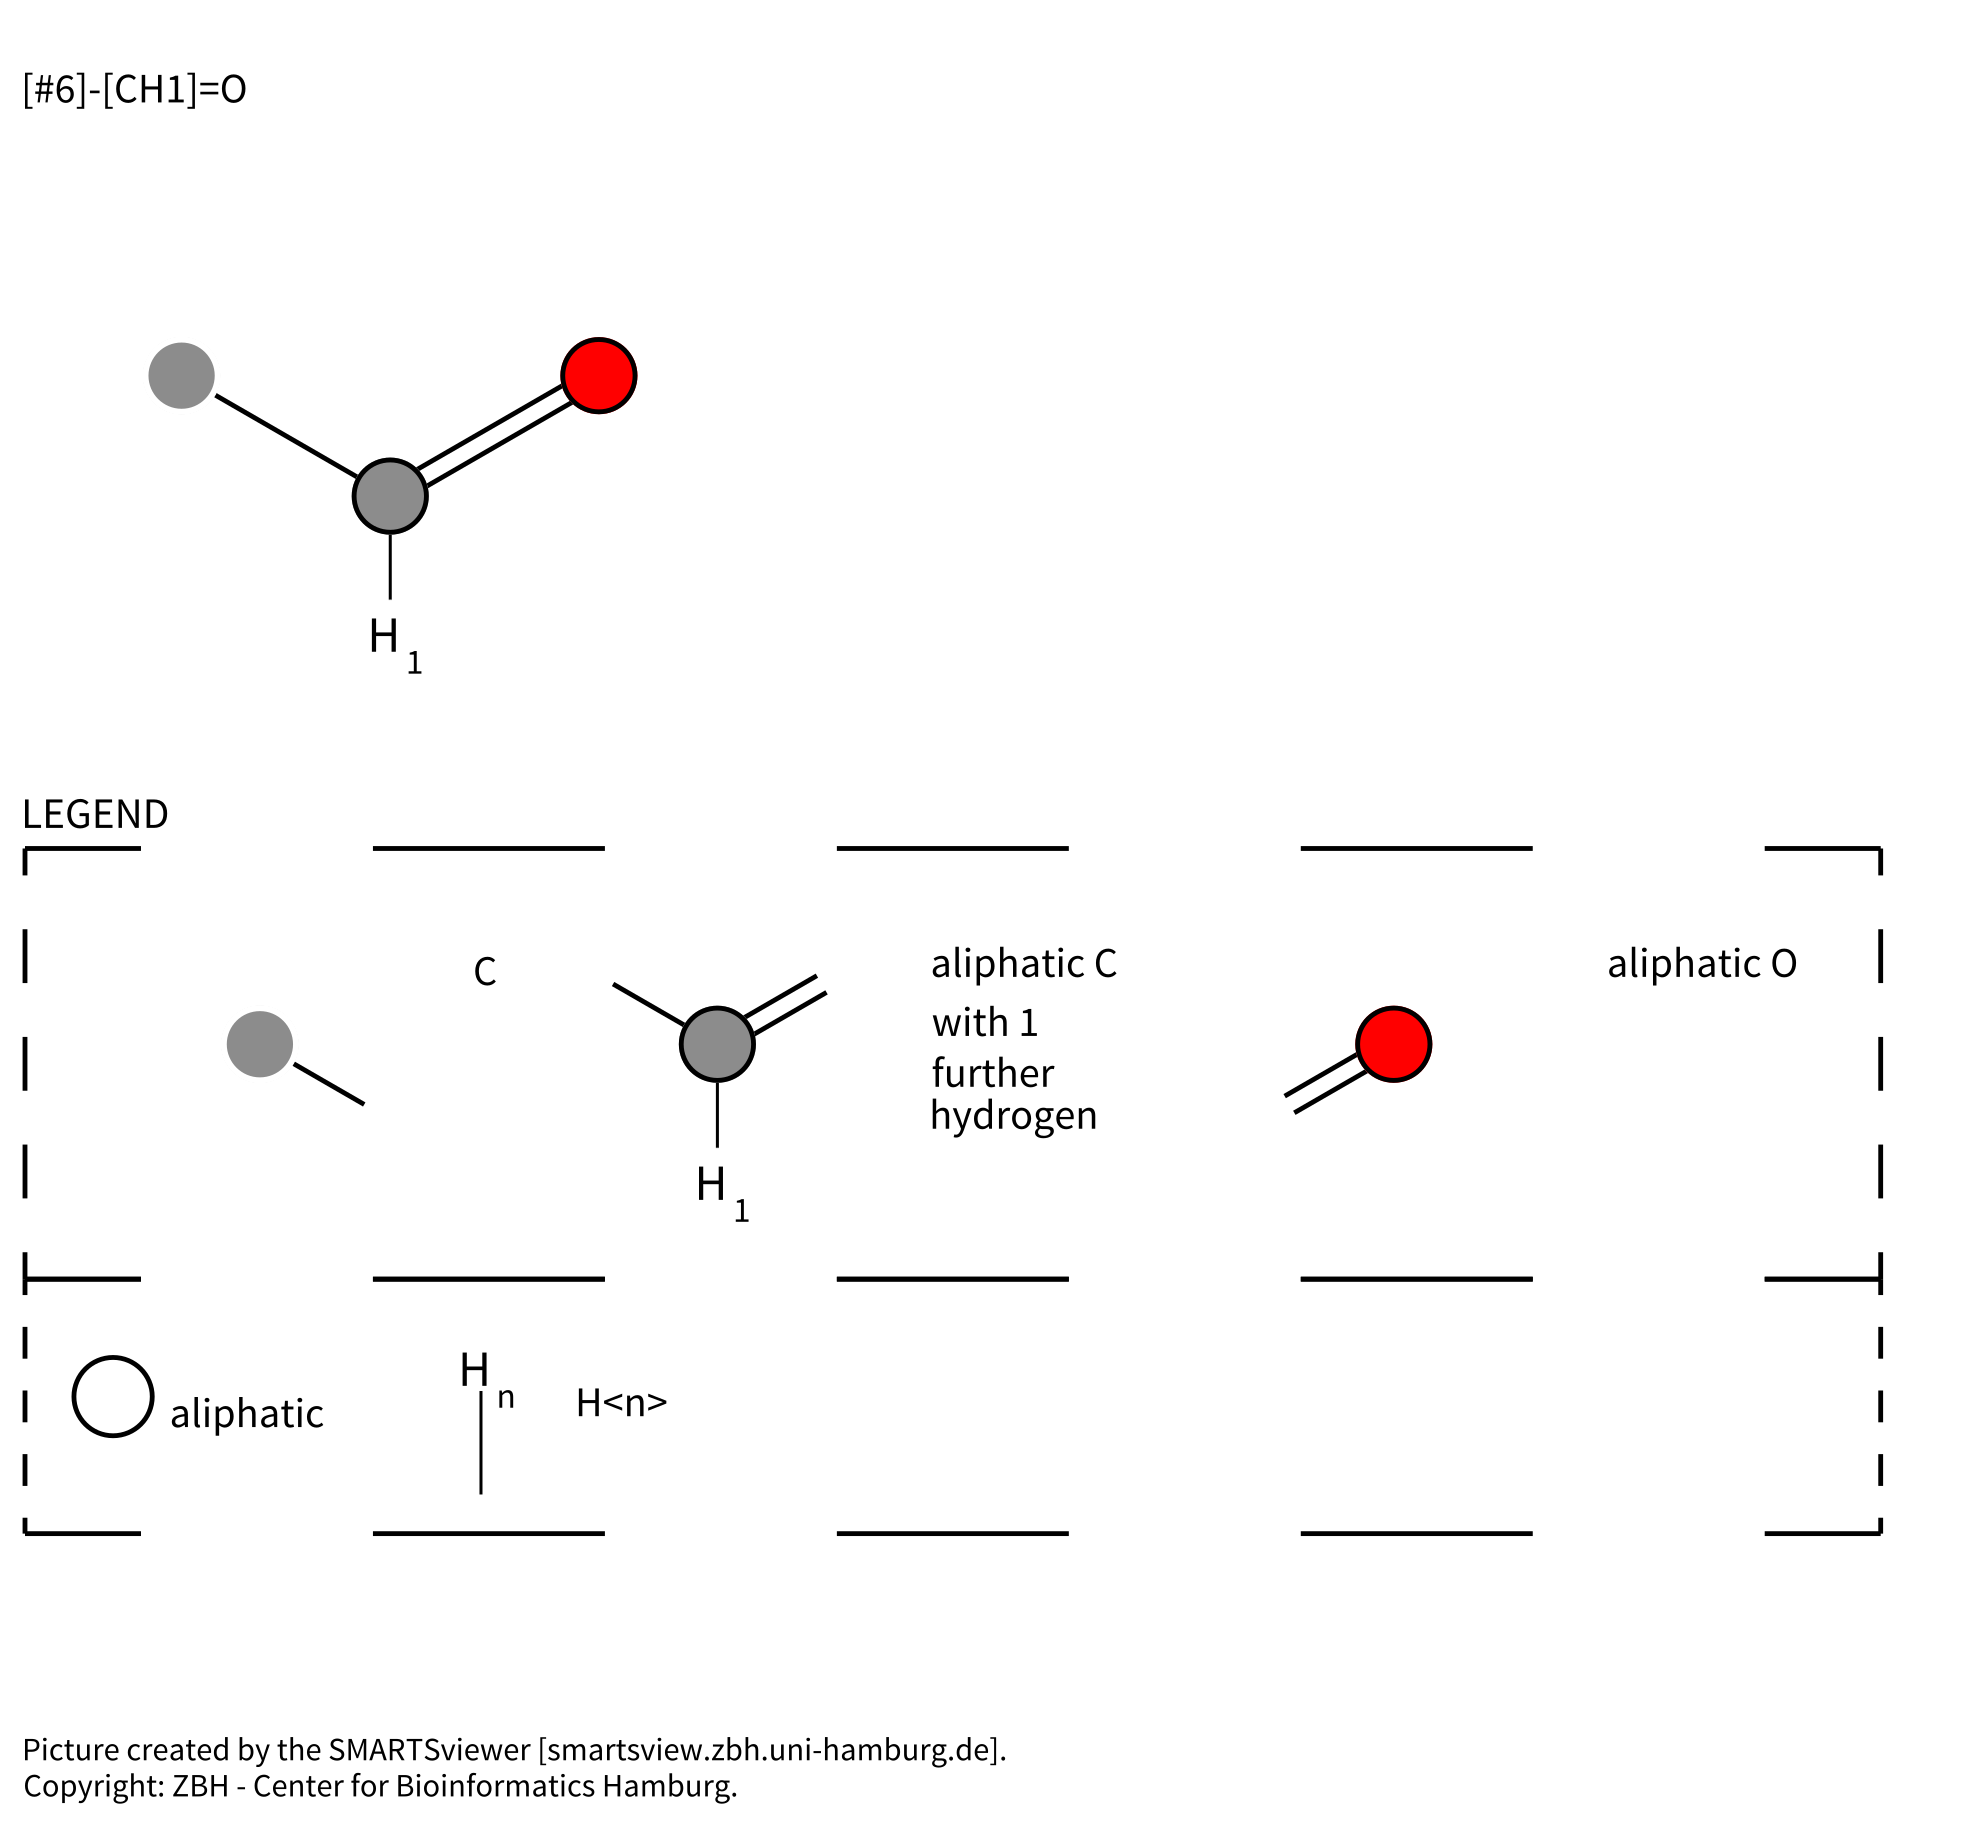 [#6]-[CH1]=O
H 1
LEGEND
C
aliphatic C
with 1
further
hydrogen
aliphatic O
H 1
aliphatic
H n
H<n>
Picture created by the SMARTSviewer [smartsview.zbh.uni-hamburg.de].
Copyright: ZBH - Center for Bioinformatics Hamburg.